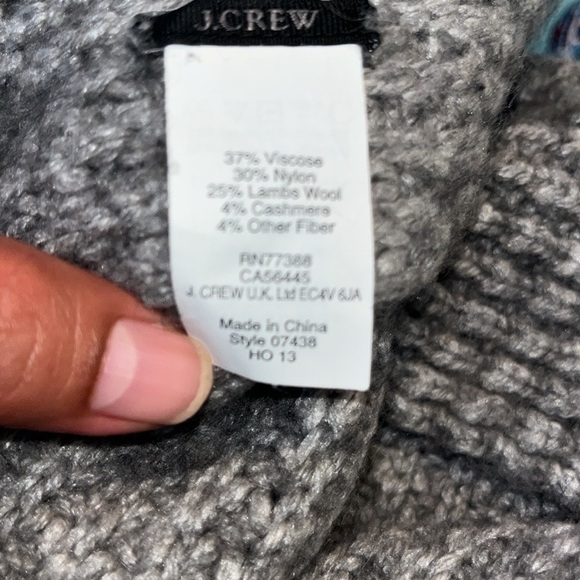 J.CREW
37% Viscose
30% Nylon
25% Lambs Wool
4% Cashmere
4% Other Fiber
RN77388
CA56445
J. CREW U.K. Ltd EC4V 6JA
Made in China
Style 07438
HO 13